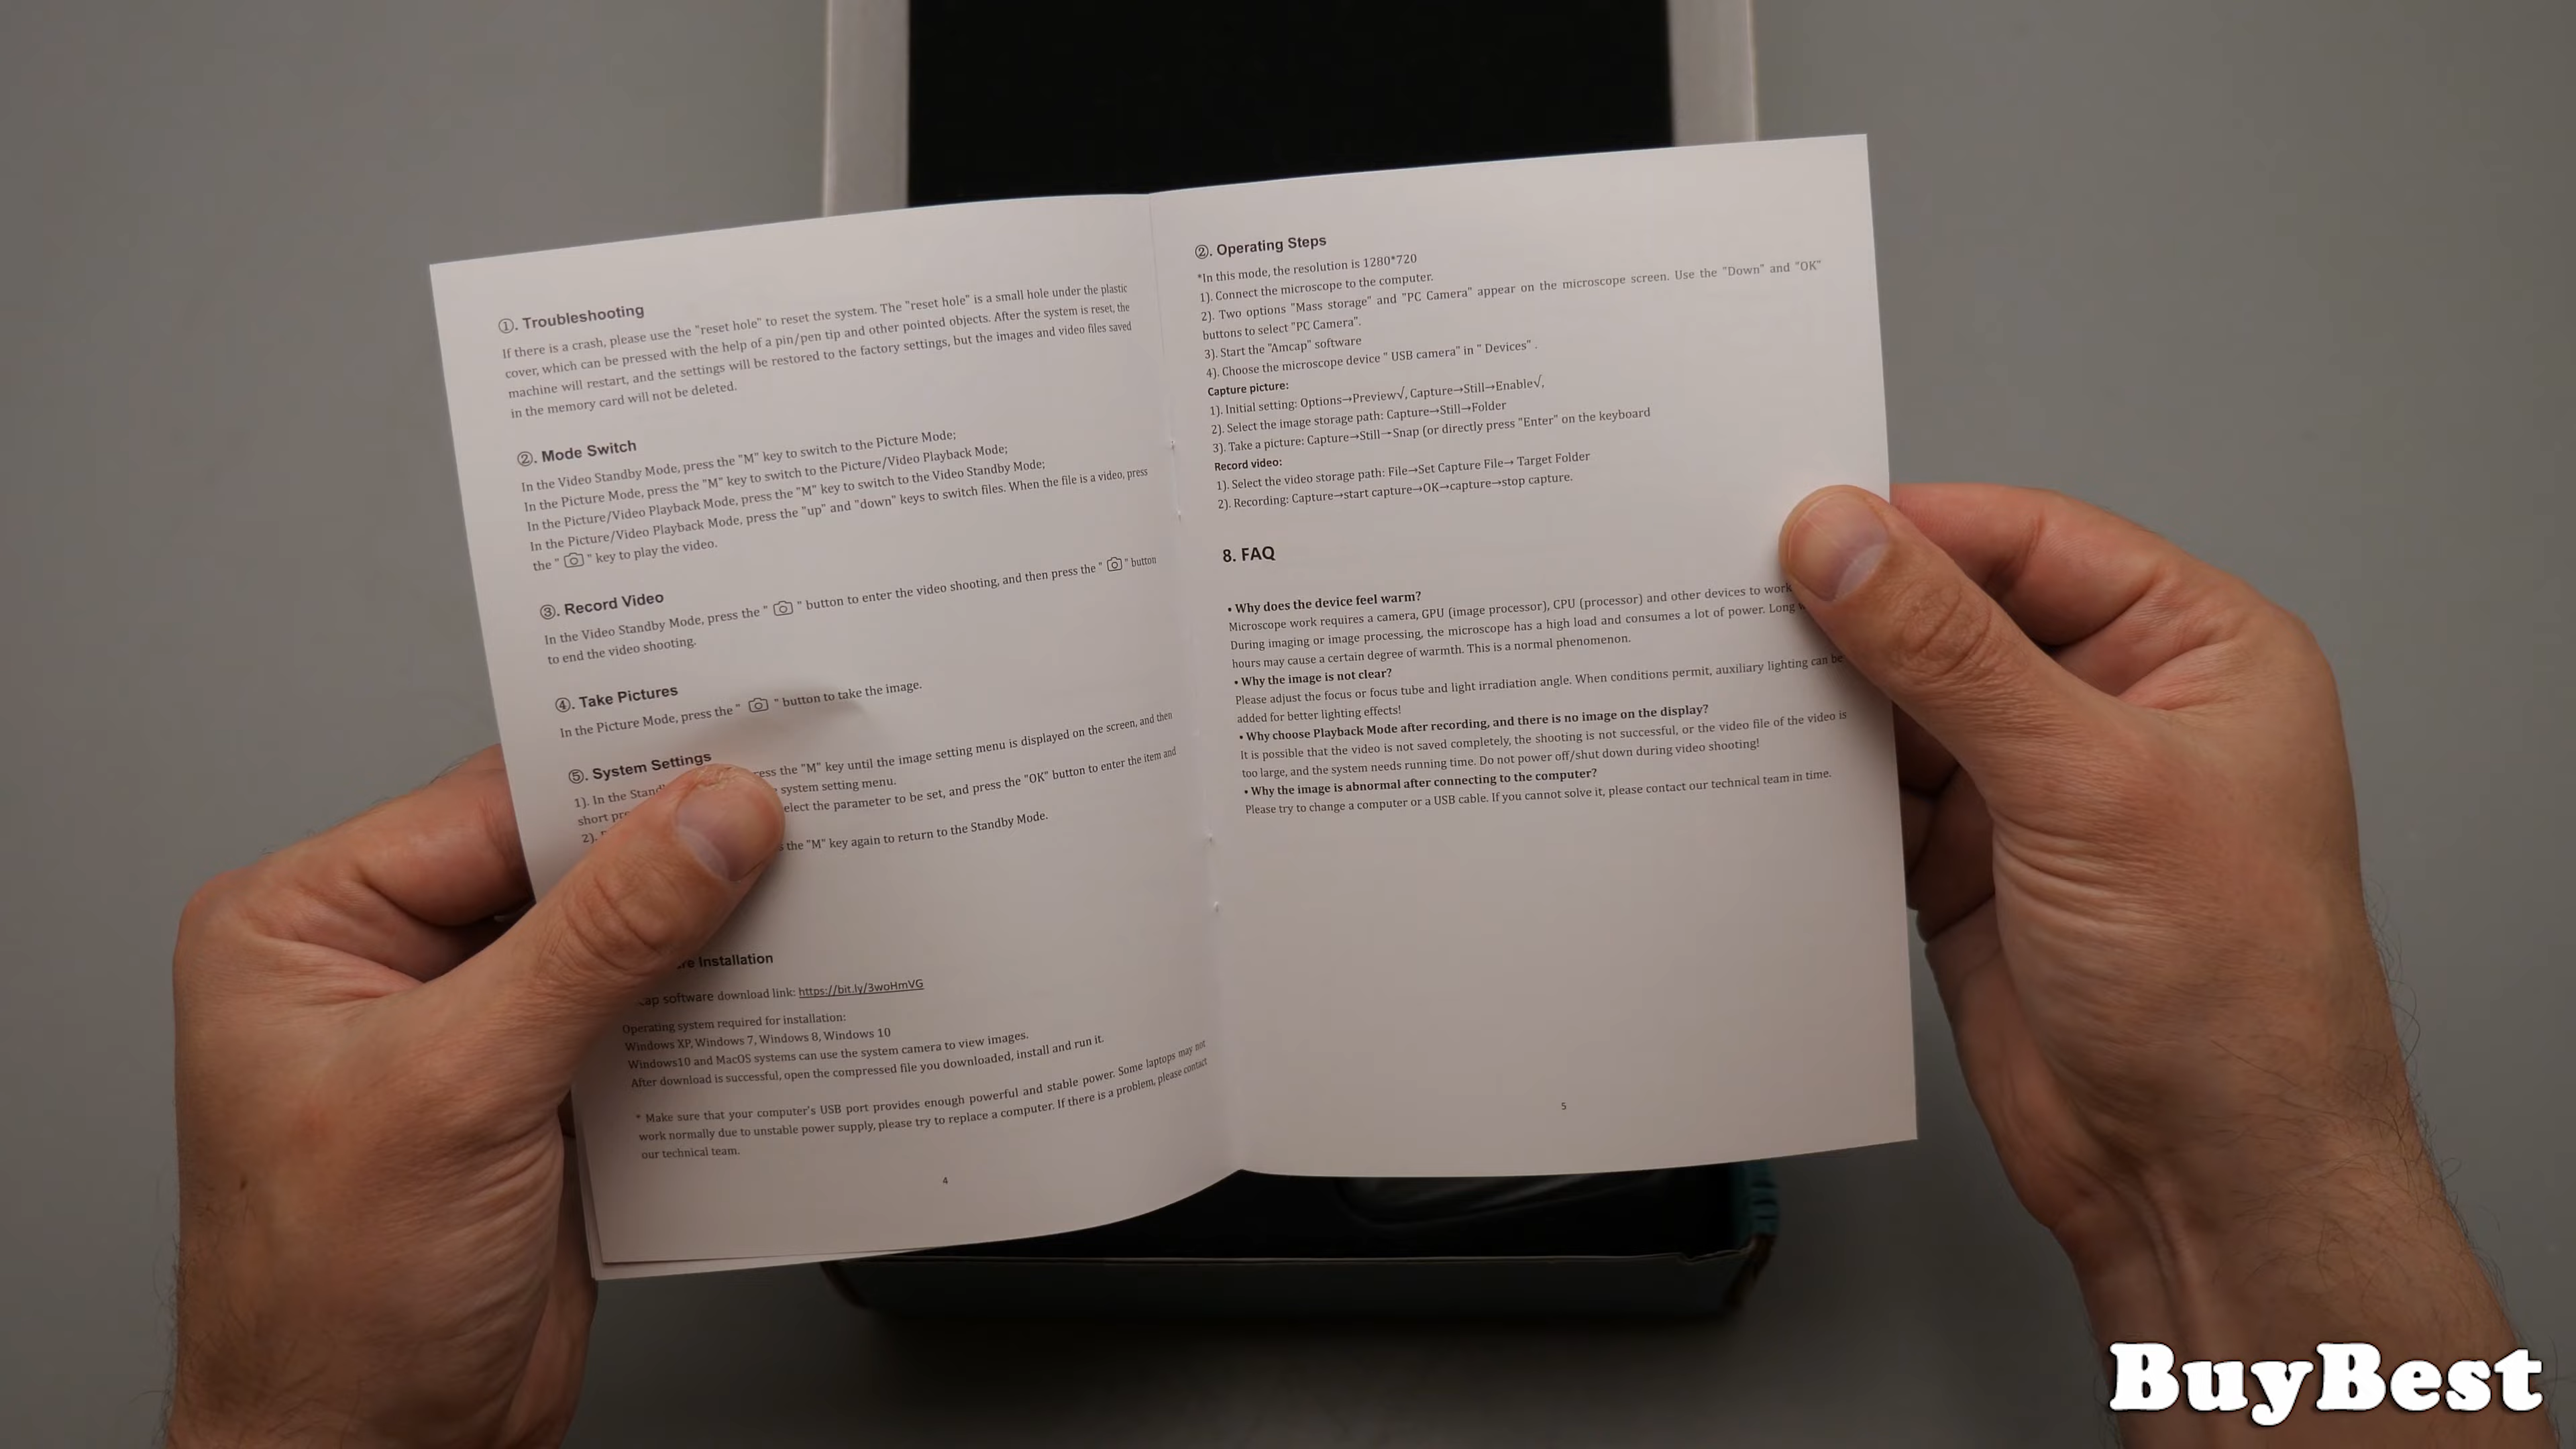 ①. Troubleshooting
If there is a crash, please use the "reset hole" to reset the system. The "reset hole" is a small hole under the plastic
cover, which can be pressed with the help of a pin/pen tip and other pointed objects. After the system is reset, the
machine will restart, and the settings will be restored to the factory settings, but the images and video files saved
in the memory card will not be deleted.
②. Mode Switch
In the Video Standby Mode, press the "M" key to switch to the Picture Mode;
In the Picture Mode, press the "M" key to switch to the Picture/Video Playback Mode;
In the Picture/Video Playback Mode, press the "M" key to switch to the Video Standby Mode;
In the Picture/Video Playback Mode, press the "up" and "down" keys to switch files. When the file is a video, press
the " " key to play the video.
③. Record Video
In the Video Standby Mode, press the " " button to enter the video shooting, and then press the " " button
to end the video shooting.
④. Take Pictures
In the Picture Mode, press the " " button to take the image.
⑤. System Settings
1). In the the "M" key until the image setting menu is displayed on the screen, and then
short system setting menu.
2). the parameter to be set, and press the "OK" button to enter the item and
the "M" key again to return to the Standby Mode.
Installation
software download link: https://bit.ly/3woHmVG
Operating system required for installation:
Windows XP, Windows 7, Windows 8, Windows 10
Windows10 and MacOS systems can use the system camera to view images.
After download is successful, open the compressed file you downloaded, install and run it.
* Make sure that your computer's USB port provides enough powerful and stable power. Some laptops may not
work normally due to unstable power supply, please try to replace a computer. If there is a problem, please contact
our technical team.
4
②. Operating Steps
*In this mode, the resolution is 1280*720
1). Connect the microscope to the computer.
2). Two options "Mass storage" and "PC Camera" appear on the microscope screen. Use the "Down" and "OK"
buttons to select "PC Camera".
3). Start the "Amcap" software
4). Choose the microscope device " USB camera" in " Devices" .
Capture picture:
1). Initial setting: Options→Preview√, Capture→Still→Enable√,
2). Select the image storage path: Capture→Still→Folder
3). Take a picture: Capture→Still→Snap (or directly press "Enter" on the keyboard
Record video:
1). Select the video storage path: File→Set Capture File→ Target Folder
2). Recording: Capture→start capture→OK→capture→stop capture.
8. FAQ
• Why does the device feel warm?
Microscope work requires a camera, GPU (image processor), CPU (processor) and other devices to work
During imaging or image processing, the microscope has a high load and consumes a lot of power. Long
hours may cause a certain degree of warmth. This is a normal phenomenon.
• Why the image is not clear?
Please adjust the focus or focus tube and light irradiation angle. When conditions permit, auxiliary lighting can be
added for better lighting effects!
• Why choose Playback Mode after recording, and there is no image on the display?
It is possible that the video is not saved completely, the shooting is not successful, or the video file of the video is
too large, and the system needs running time. Do not power off/shut down during video shooting!
• Why the image is abnormal after connecting to the computer?
Please try to change a computer or a USB cable. If you cannot solve it, please contact our technical team in time.
5
BuyBest